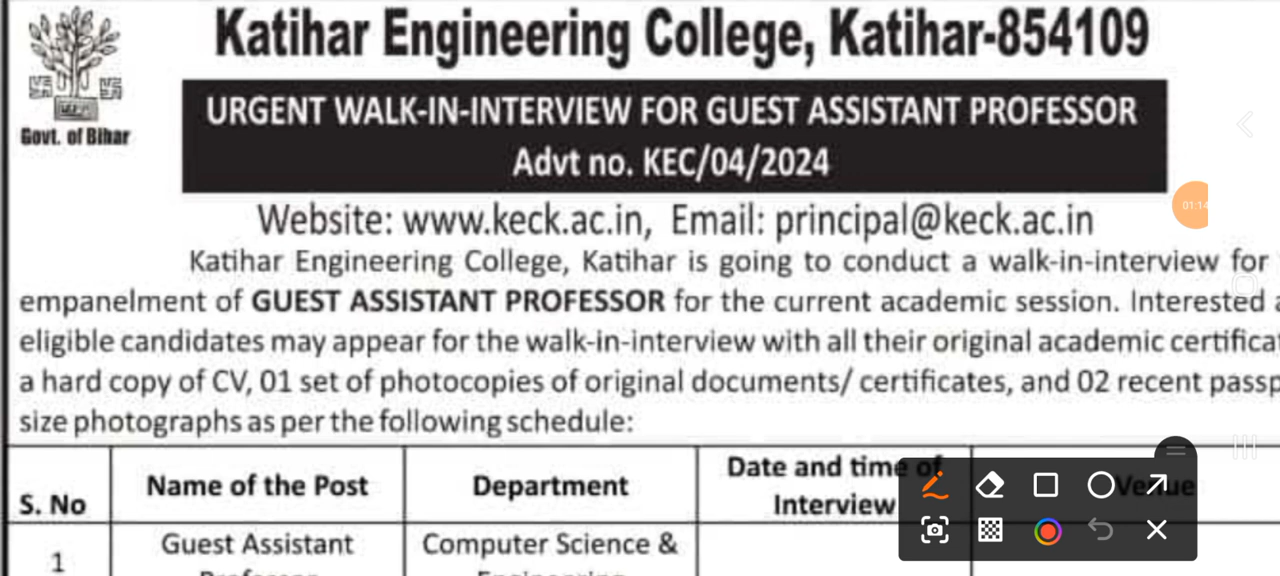 Katihar Engineering College, Katihar-854109
Govt. of Bihar
URGENT WALK-IN-INTERVIEW FOR GUEST ASSISTANT PROFESSOR
Advt no. KEC/04/2024
Website: www.keck.ac.in, Email: principal@keck.ac.in
01:14
Katihar Engineering College, Katihar is going to conduct a walk-in-interview for
empanelment of GUEST ASSISTANT PROFESSOR for the current academic session. Interested
eligible candidates may appear for the walk-in-interview with all their original academic
a hard copy of CV, 01 set of photocopies of original documents/ certificates, and 02 recent
size photographs as per the following schedule:
S. No Name of the Post Department Date and time of Interview Venue
1 Guest Assistant Professor Computer Science & Engineering